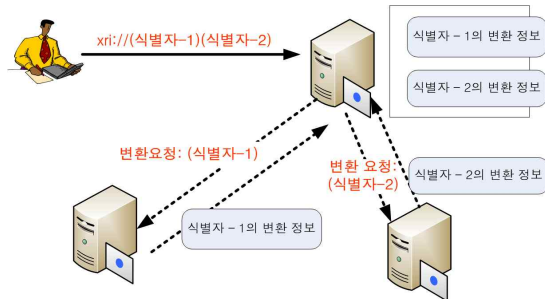 xri://(식별자-1)(식별자-2)
식별자 - 1의 변환 정보
식별자 - 2의 변환 정보
변환요청: (식별자-1)
변환 요청:
(식별자-2)
식별자 - 2의 변환 정보
식별자 - 1의 변환 정보